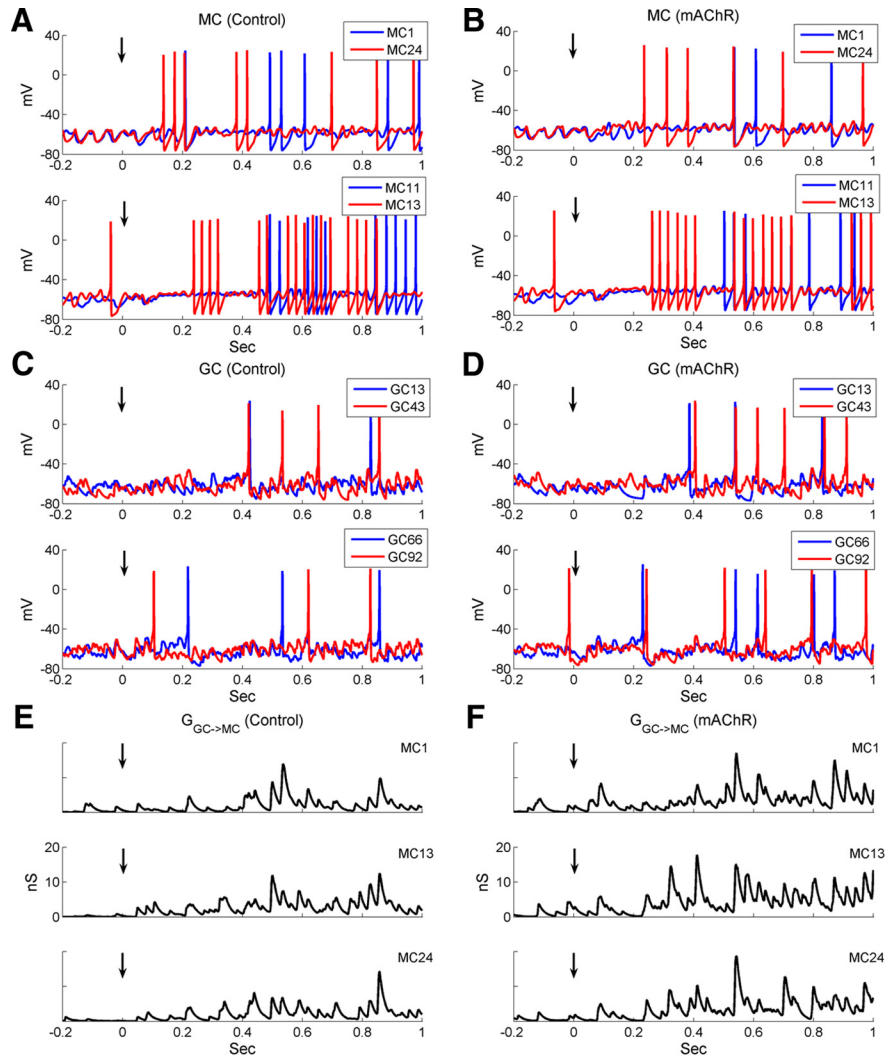 A
MC (Control)
MC1
MC24
mV
40
0
-40
-80
-0.2 0 0.2 0.4 0.6 0.8 1
MC11
MC13
mV
40
0
-40
-80
-0.2 0 0.2 0.4 0.6 0.8 1
Sec
B
MC (mAChR)
MC1
MC24
mV
40
0
-40
-80
-0.2 0 0.2 0.4 0.6 0.8 1
MC11
MC13
mV
40
0
-40
-80
-0.2 0 0.2 0.4 0.6 0.8 1
Sec
C
GC (Control)
GC13
GC43
mV
40
0
-40
-80
-0.2 0 0.2 0.4 0.6 0.8 1
GC66
GC92
mV
40
0
-40
-80
-0.2 0 0.2 0.4 0.6 0.8 1
Sec
D
GC (mAChR)
GC13
GC43
mV
40
0
-40
-80
-0.2 0 0.2 0.4 0.6 0.8 1
GC66
GC92
mV
40
0
-40
-80
-0.2 0 0.2 0.4 0.6 0.8 1
Sec
E
GGC->MC (Control)
-0.2 0 0.2 0.4 0.6 0.8 1
Sec
F
GGC->MC (mAChR)
MC1
MC13
nS
20
10
0
MC24
-0.2 0 0.2 0.4 0.6 0.8 1
Sec